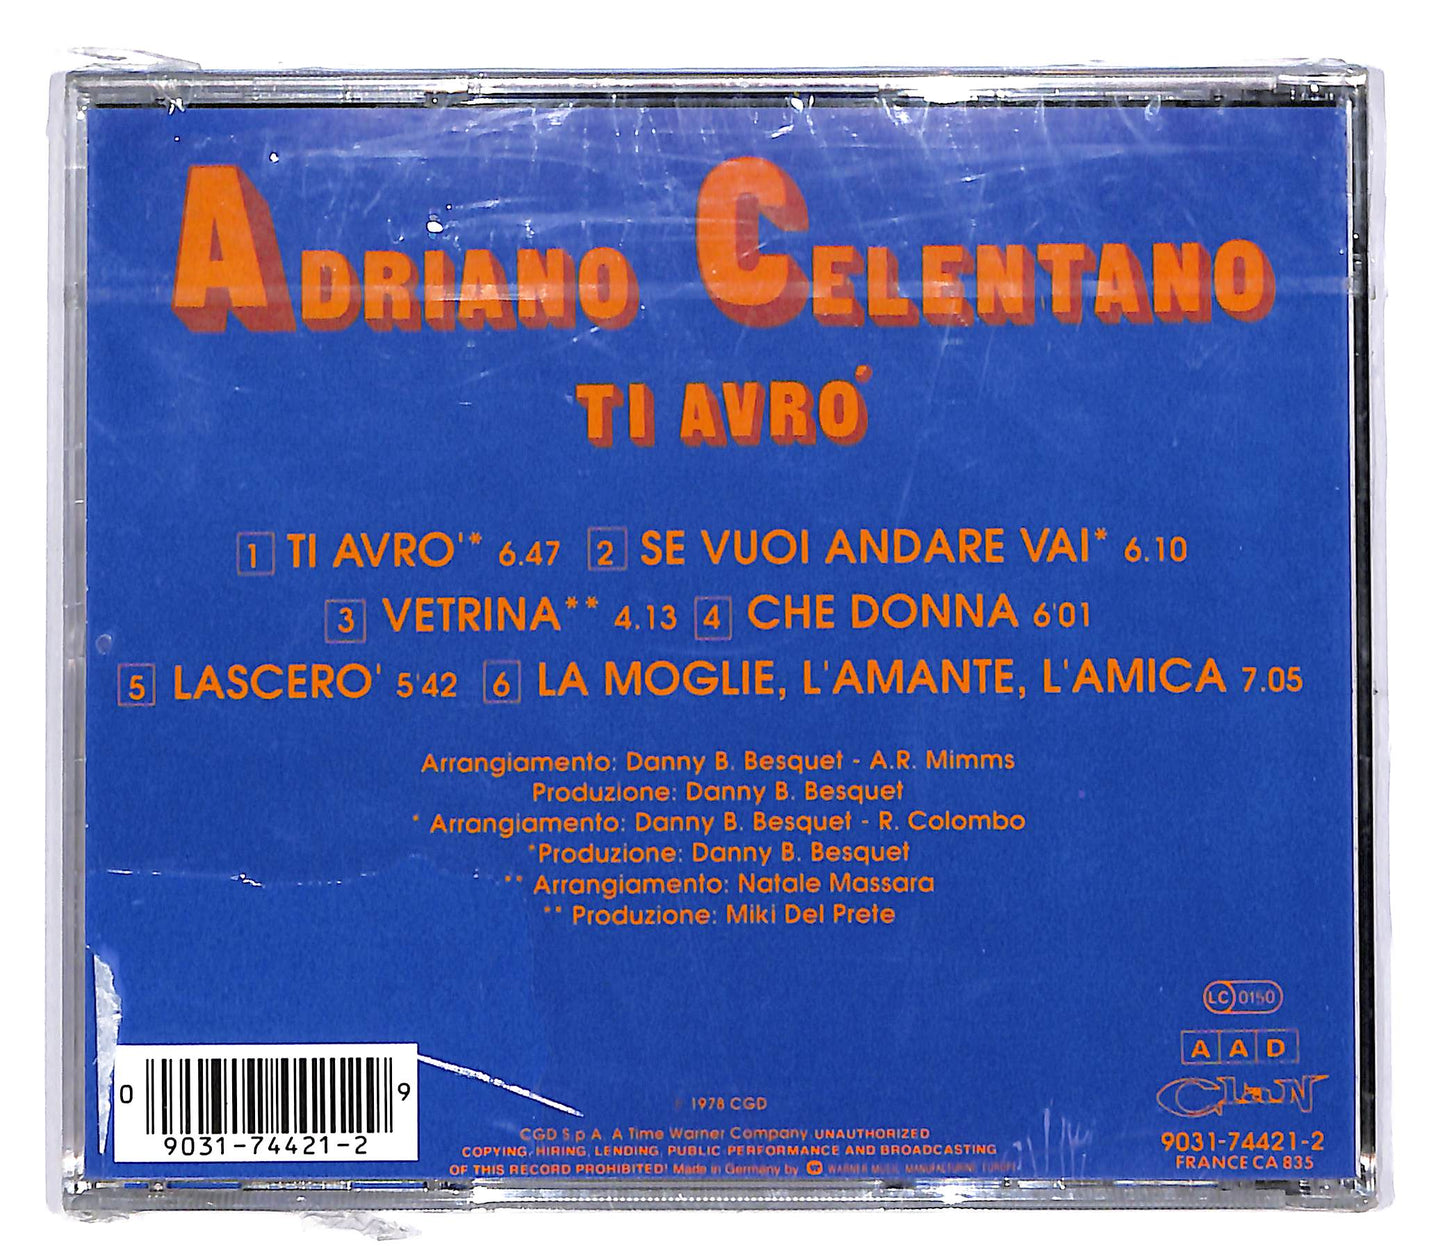 ADRIANO CELENTANO
TI AVRO'
1 TI AVRO'* 6.47 2 SE VUOI ANDARE VAI* 6.10
3 VETRINA** 4.13 4 CHE DONNA 6'01
5 LASCERO' 5'42 6 LA MOGLIE, L'AMANTE, L'AMICA 7.05
Arrangiamento: Danny B. Besquet - A.R. Mimms
Produzione: Danny B. Besquet
* Arrangiamento: Danny B. Besquet - R. Colombo
*Produzione: Danny B. Besquet
** Arrangiamento: Natale Massara
** Produzione: Miki Del Prete
LC 0150
A A D
Clan
9031-74421-2
FRANCE CA 835
0 9
9031-74421-2
℗ 1978 CGD
CGD S.p.A. A Time Warner Company UNAUTHORIZED
COPYING, HIRING, LENDING, PUBLIC PERFORMANCE AND BROADCASTING
OF THIS RECORD PROHIBITED! Made in Germany by W WARNER MUSIC MANUFACTURING EUROPE